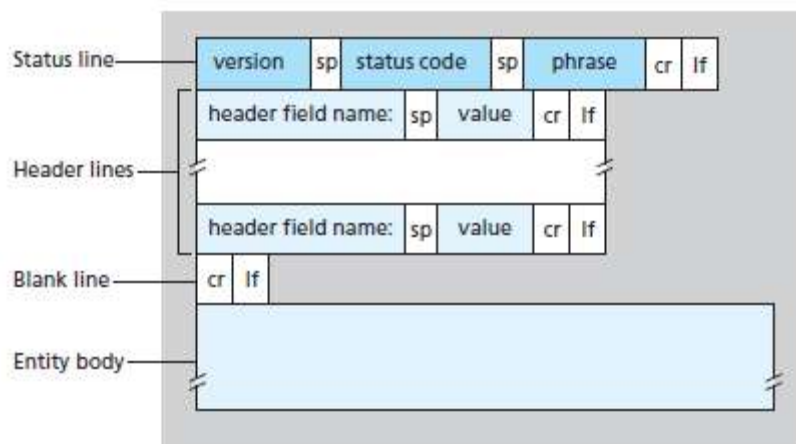 Status line
version sp status code sp phrase cr lf
header field name: sp value cr lf
Header lines
header field name: sp value cr lf
Blank line
cr lf
Entity body